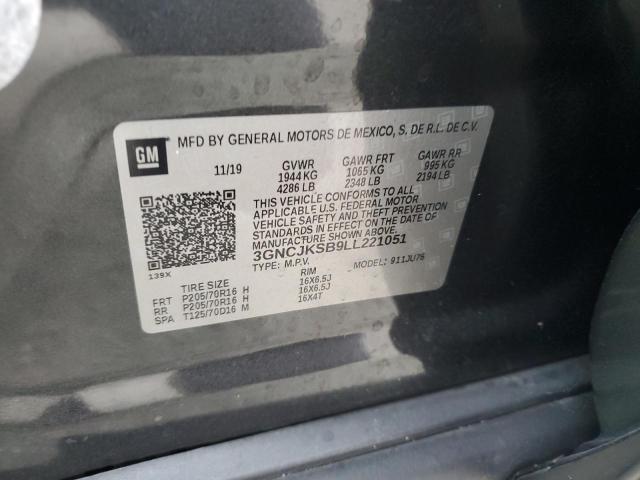 GM
MFD BY GENERAL MOTORS DE MEXICO, S. DE R.L. DE C.V.
11/19 GVWR GAWR FRT GAWR RR
1944 KG 1065 KG 995 KG
4286 LB 2348 LB 2194 LB
THIS VEHICLE CONFORMS TO ALL
APPLICABLE U.S. FEDERAL MOTOR
VEHICLE SAFETY AND THEFT PREVENTION
STANDARDS IN EFFECT ON THE DATE OF
MANUFACTURE SHOWN ABOVE.
3GNCJKSB9LL221051
TYPE: M.P.V. MODEL: 911JU76
139X
TIRE SIZE RIM
FRT P205/70R16 H 16X6.5J
RR P205/70R16 H 16X6.5J
SPA T125/70D16 M 16X4T